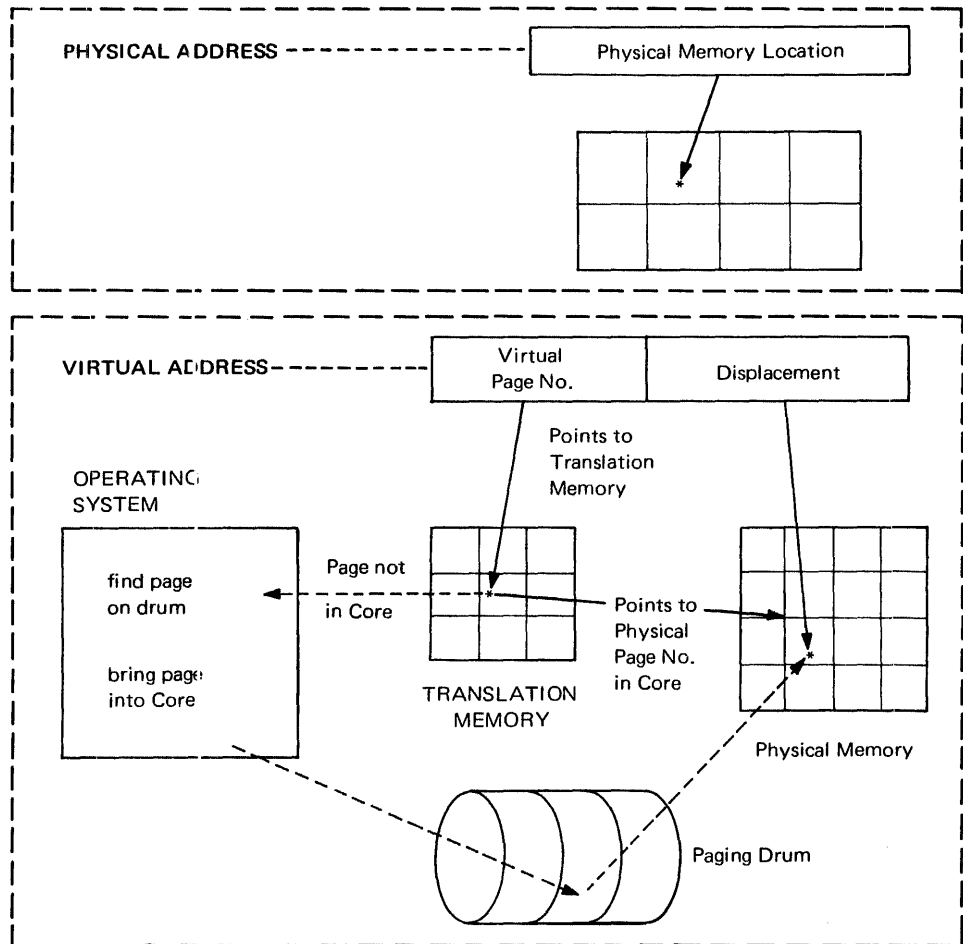 PHYSICAL ADDRESS
Physical Memory Location
*
VIRTUAL ADDRESS
Virtual
Page No.
Displacement
Points to
Translation
Memory
OPERATING
SYSTEM
find page
on drum
bring page
into Core
Page not
in Core
*
TRANSLATION
MEMORY
Points to
Physical
Page No.
in Core
*
Physical Memory
Paging Drum